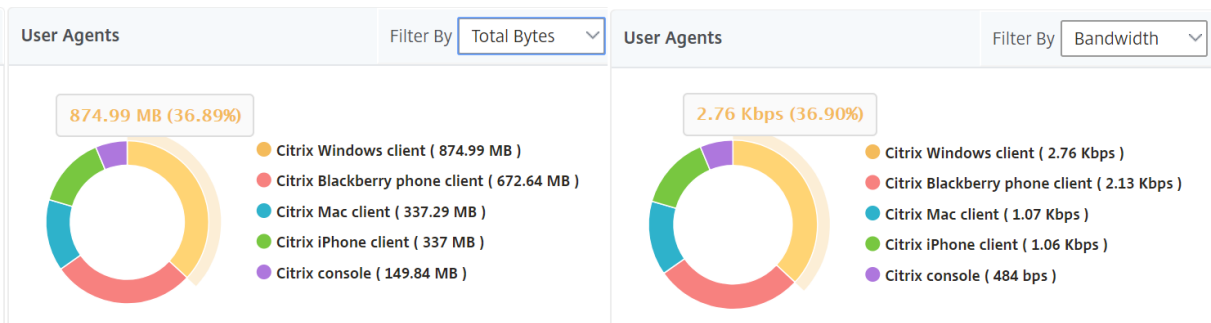 User Agents
Filter By Total Bytes
874.99 MB (36.89%)
Citrix Windows client ( 874.99 MB )
Citrix Blackberry phone client ( 672.64 MB )
Citrix Mac client ( 337.29 MB )
Citrix iPhone client ( 337 MB )
Citrix console ( 149.84 MB )
User Agents
Filter By Bandwidth
2.76 Kbps (36.90%)
Citrix Windows client ( 2.76 Kbps )
Citrix Blackberry phone client ( 2.13 Kbps )
Citrix Mac client ( 1.07 Kbps )
Citrix iPhone client ( 1.06 Kbps )
Citrix console ( 484 bps )